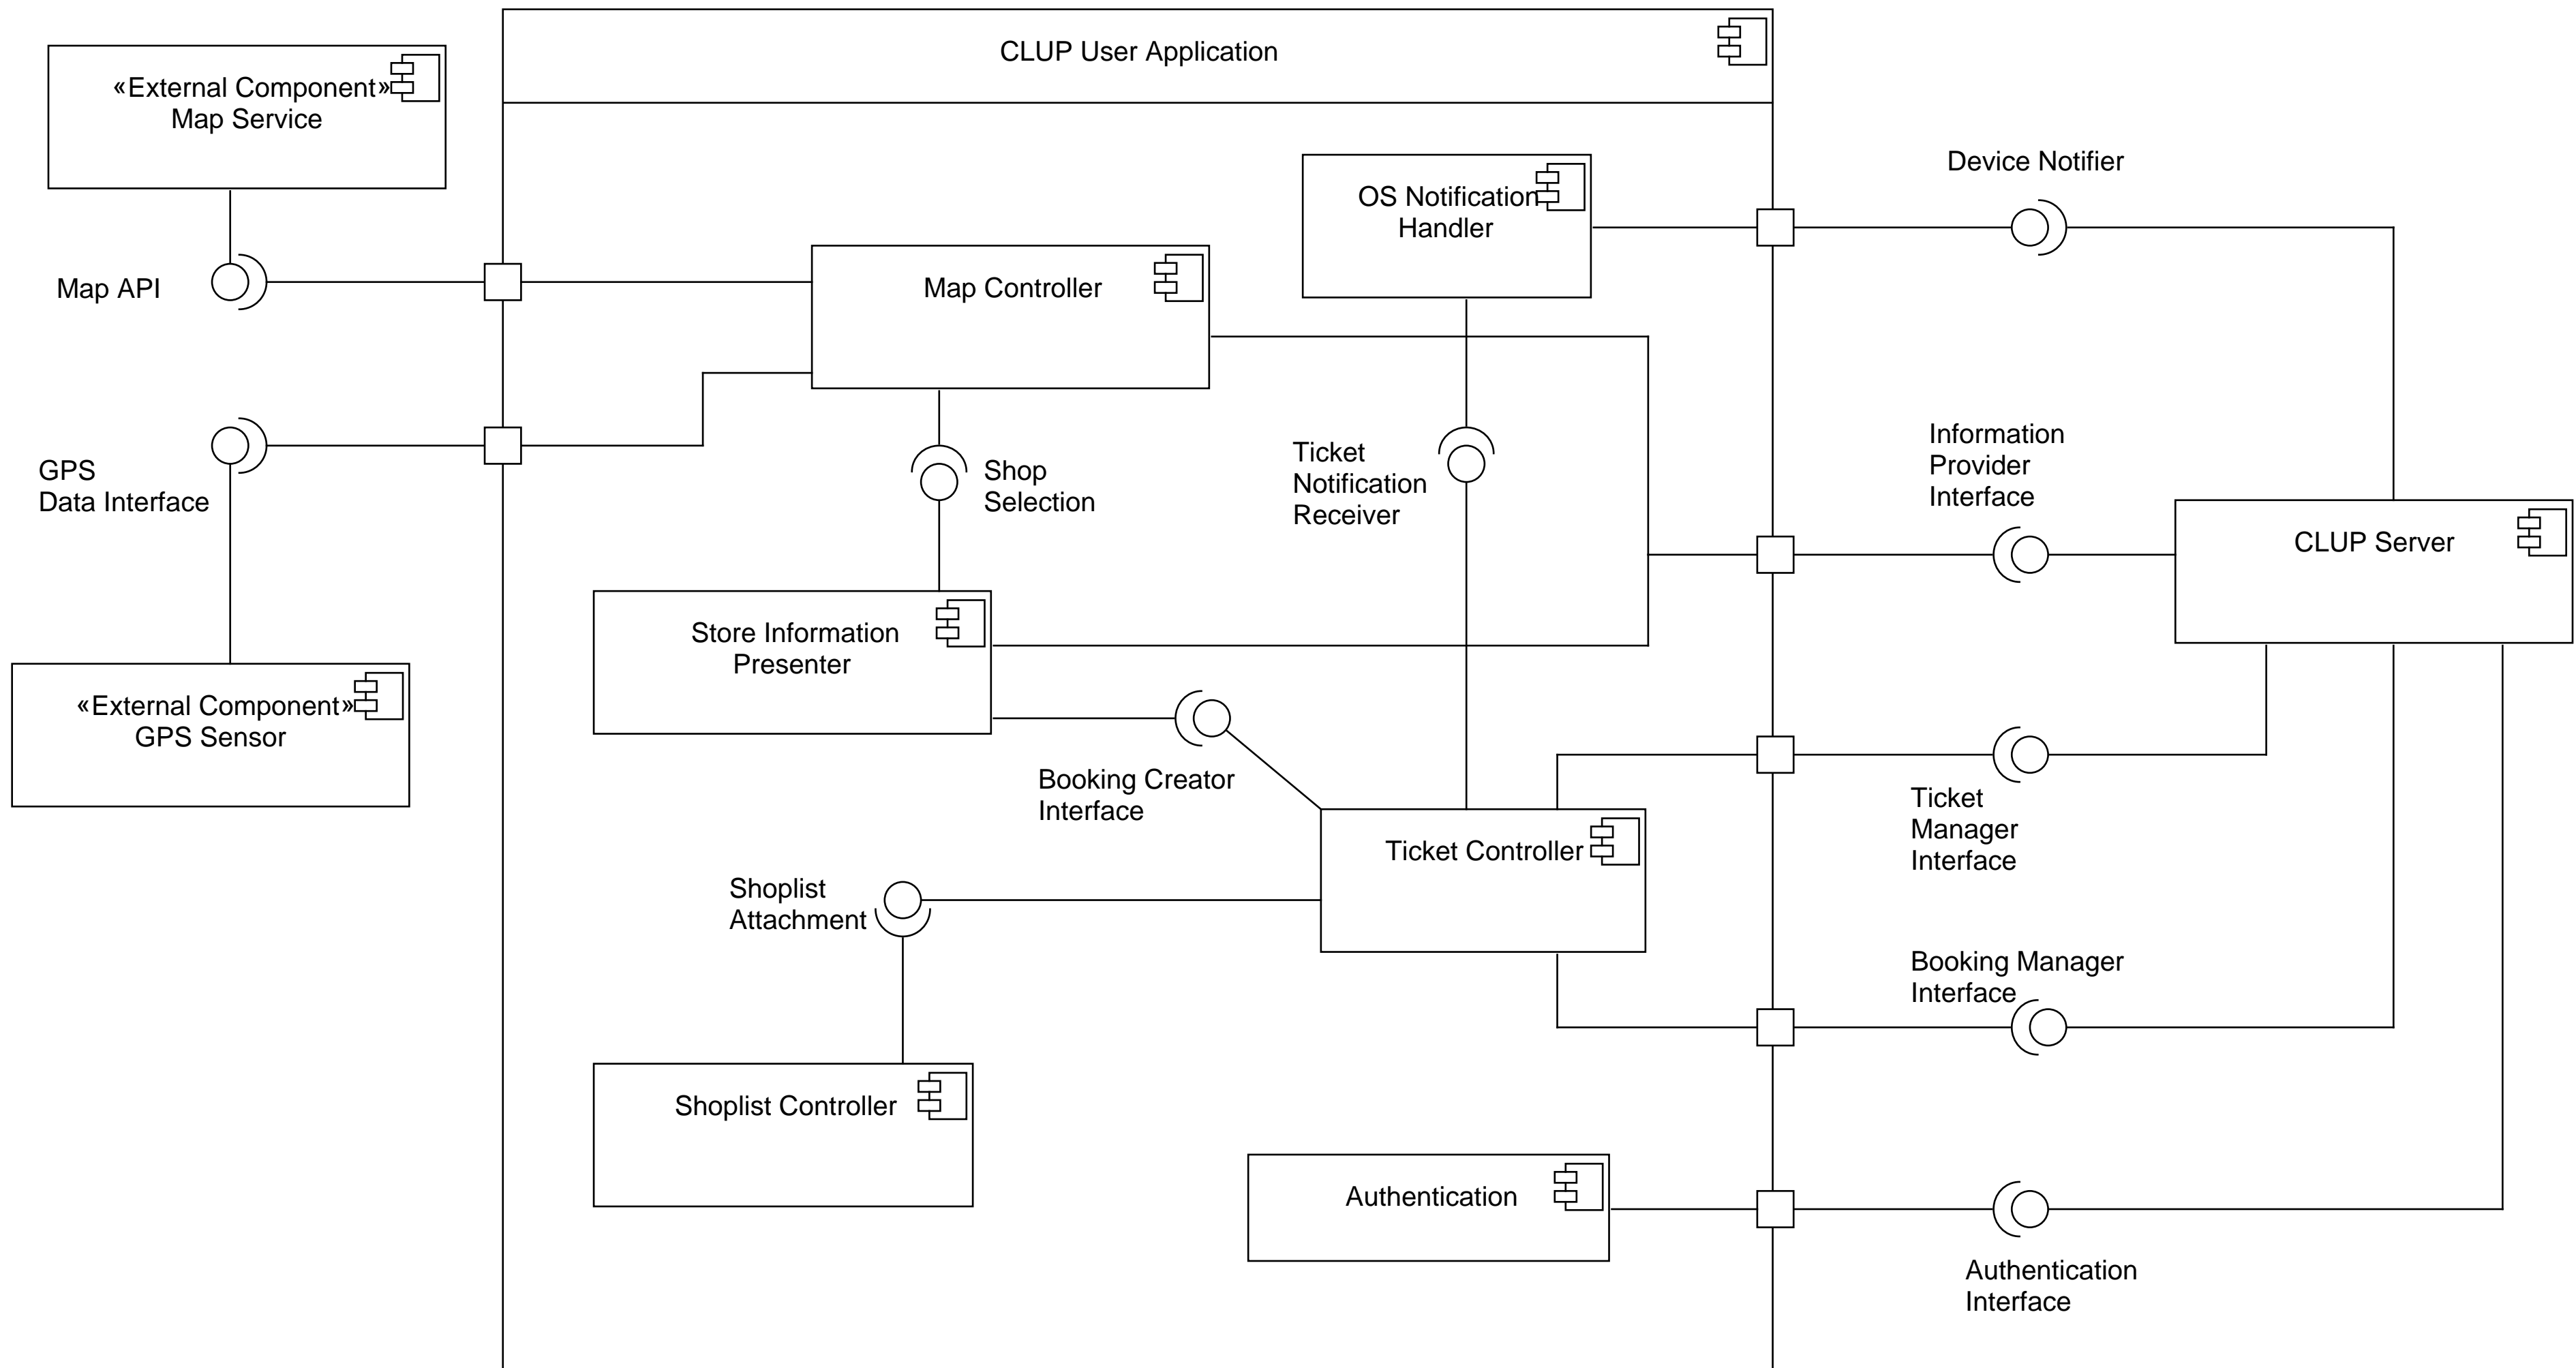 CLUP User Application
«External Component»
Map Service
Device Notifier
OS Notification
Handler
Map API
Map Controller
Information
Provider
Interface
GPS
Data Interface
Shop
Selection
Ticket
Notification
Receiver
CLUP Server
Store Information
Presenter
«External Component»
GPS Sensor
Booking Creator
Interface
Ticket
Manager
Interface
Ticket Controller
Shoplist
Attachment
Booking Manager
Interface
Shoplist Controller
Authentication
Authentication
Interface